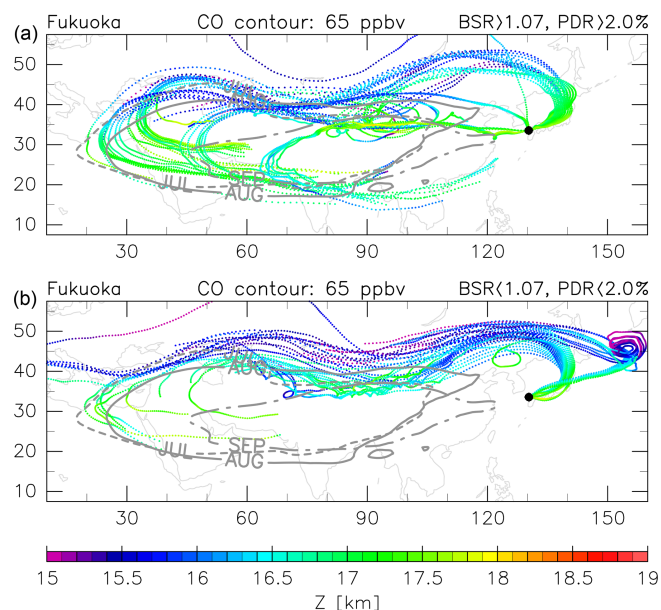 (a) Fukuoka CO contour: 65 ppbv BSR⟩1.07, PDR⟩2.0%
50
40
30
20
10
JUL
SEP
AUG
30 60 90 120 150
(b) Fukuoka CO contour: 65 ppbv BSR⟨1.07, PDR⟨2.0%
50
40
30
20
10
AUG
SEP
JUL
AUG
30 60 90 120 150
15 15.5 16 16.5 17 17.5 18 18.5 19
Z [km]